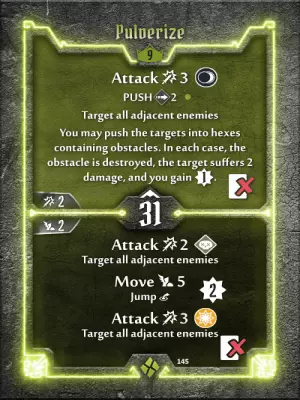 Pulverize
9
Attack 3
PUSH 2
Target all adjacent enemies
You may push the targets into hexes
containing obstacles. In each case, the
obstacle is destroyed, the target suffers 2
damage, and you gain 1.
2
31
2
Attack 2
Target all adjacent enemies
Move 5
Jump
2
Attack 3
Target all adjacent enemies
145